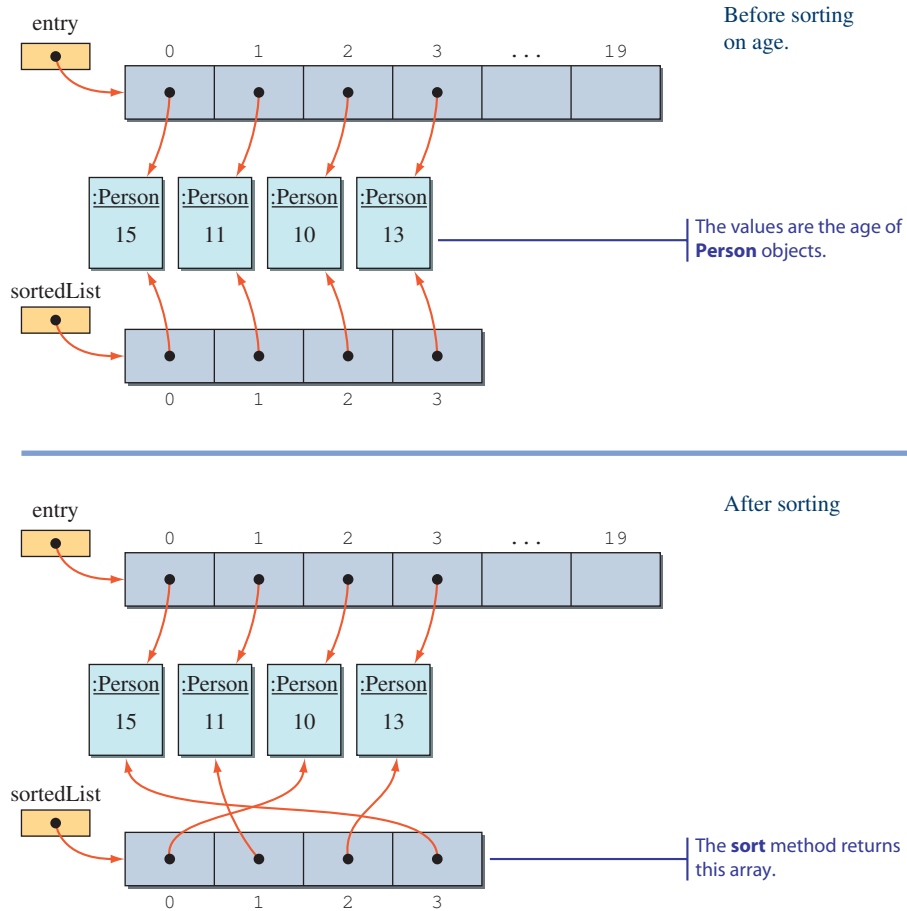 Before sorting
on age.
entry
0 1 2 3 ... 19
:Person :Person :Person :Person
15 11 10 13
The values are the age of
Person objects.
sortedList
0 1 2 3
After sorting
entry
0 1 2 3 ... 19
:Person :Person :Person :Person
15 11 10 13
sortedList
The sort method returns
this array.
0 1 2 3